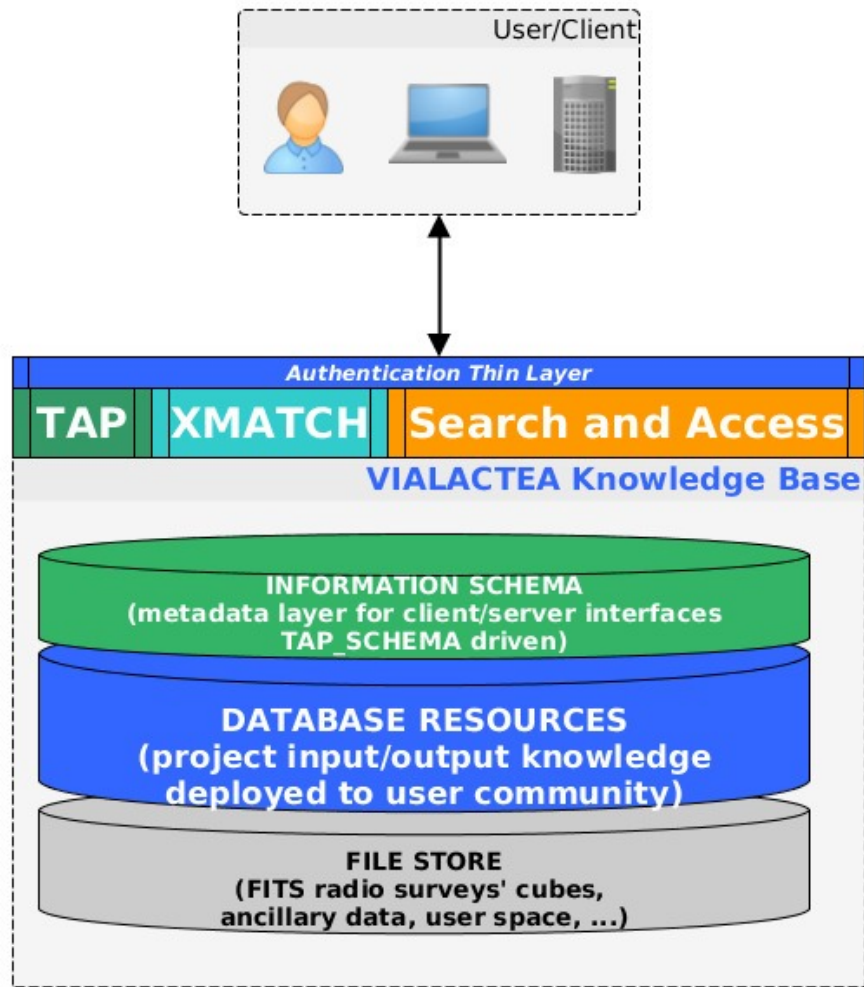 User/Client
Authentication Thin Layer
TAP XMATCH Search and Access
VIALACTEA Knowledge Base
INFORMATION SCHEMA
(metadata layer for client/server interfaces
TAP_SCHEMA driven)
DATABASE RESOURCES
(project input/output knowledge
deployed to user community)
FILE STORE
(FITS radio surveys' cubes,
ancillary data, user space, ...)